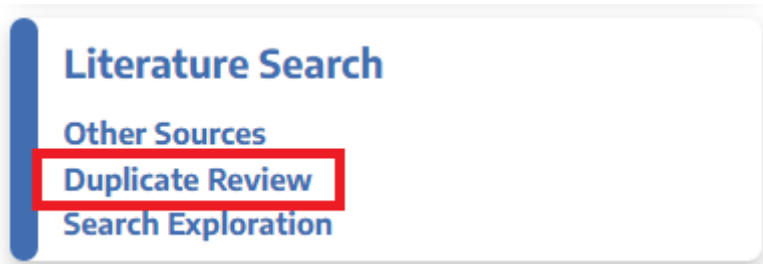 Literature Search
Other Sources
Duplicate Review
Search Exploration